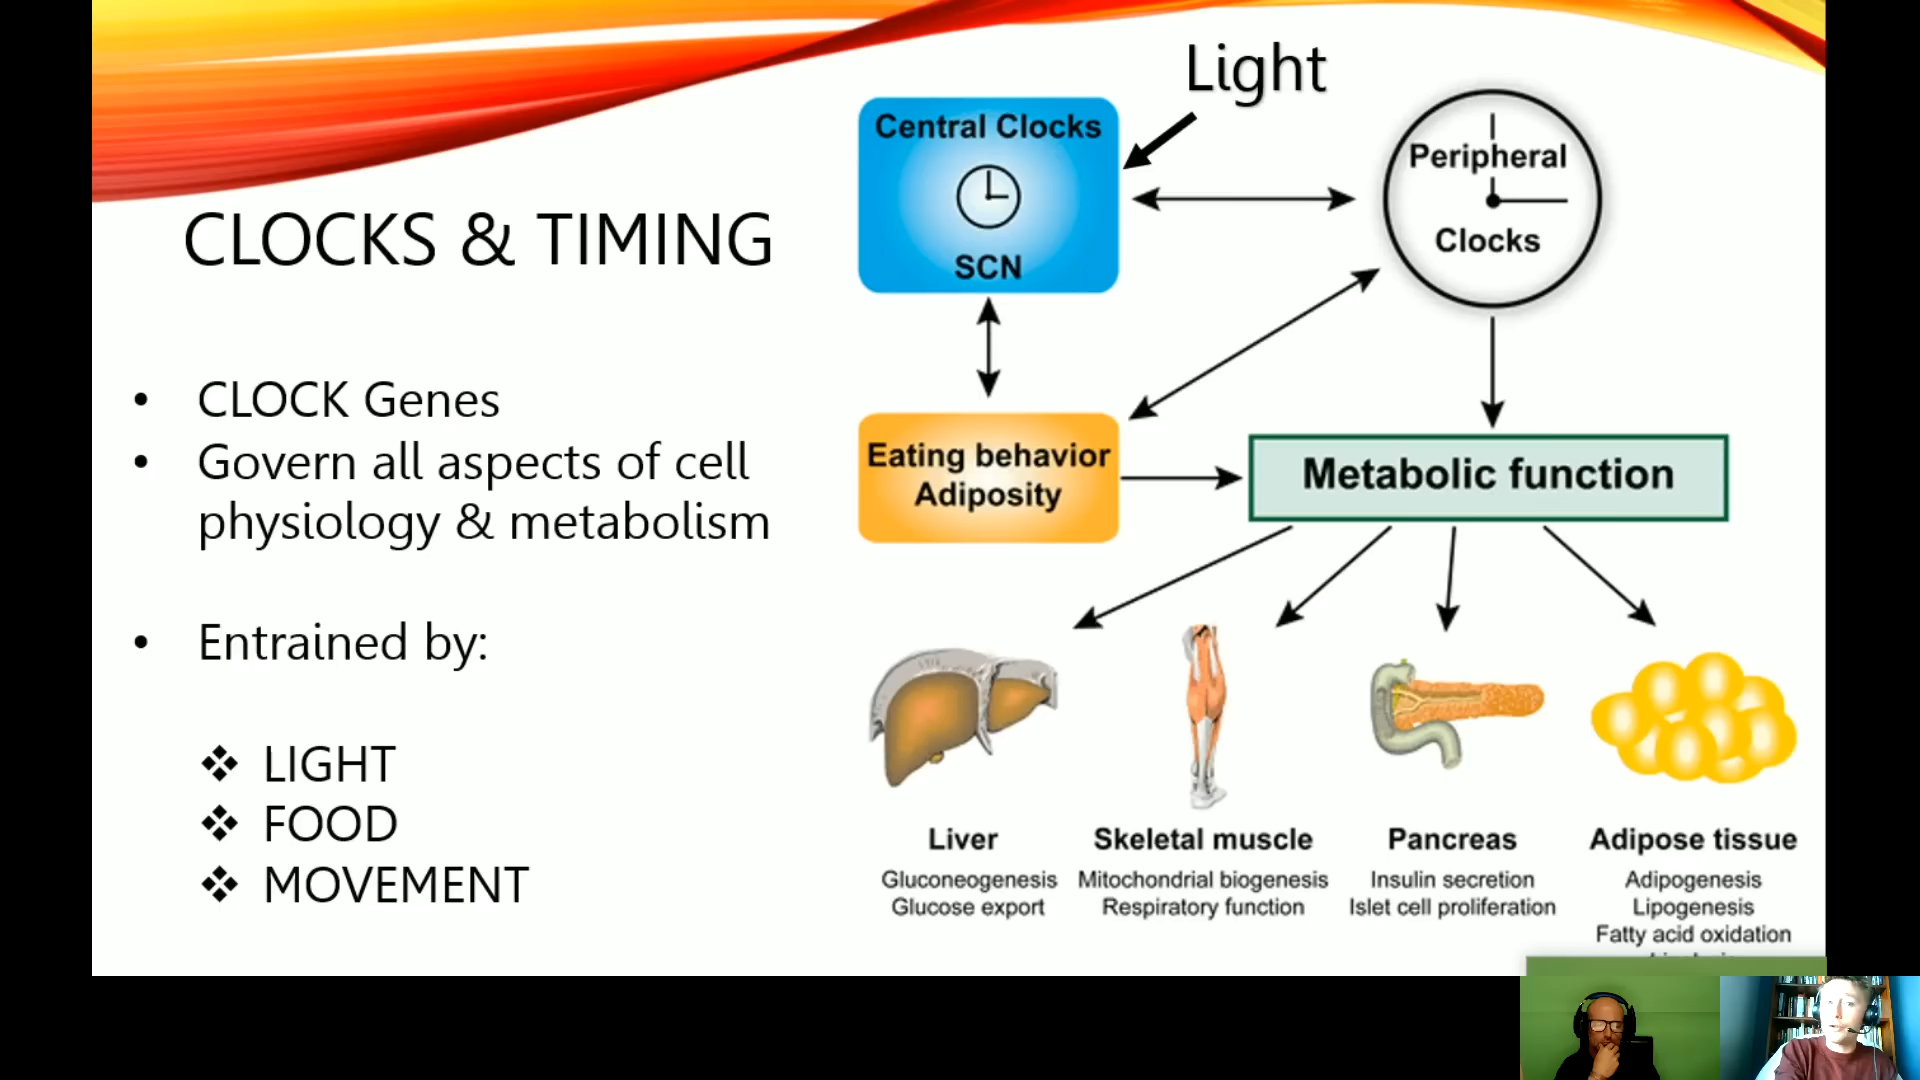 Light
Central Clocks
SCN
Peripheral
Clocks
CLOCKS & TIMING
• CLOCK Genes
• Govern all aspects of cell
physiology & metabolism
• Entrained by:
❖ LIGHT
❖ FOOD
❖ MOVEMENT
Eating behavior
Adiposity
Metabolic function
Liver
Gluconeogenesis
Glucose export
Skeletal muscle
Mitochondrial biogenesis
Respiratory function
Pancreas
Insulin secretion
Islet cell proliferation
Adipose tissue
Adipogenesis
Lipogenesis
Fatty acid oxidation